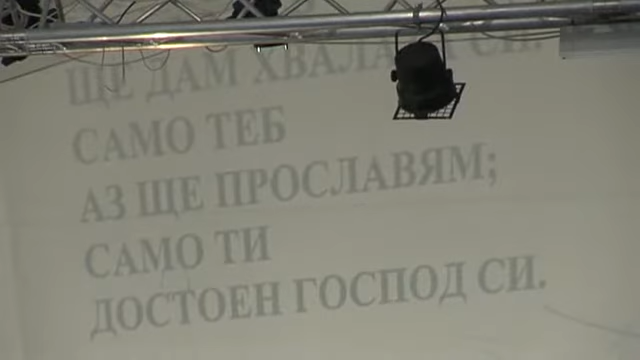 ЩЕ ДАМ ХВАЛА СИ.
САМО ТЕБ
АЗ ЩЕ ПРОСЛАВЯМ;
САМО ТИ
ДОСТОЕН ГОСПОД СИ.